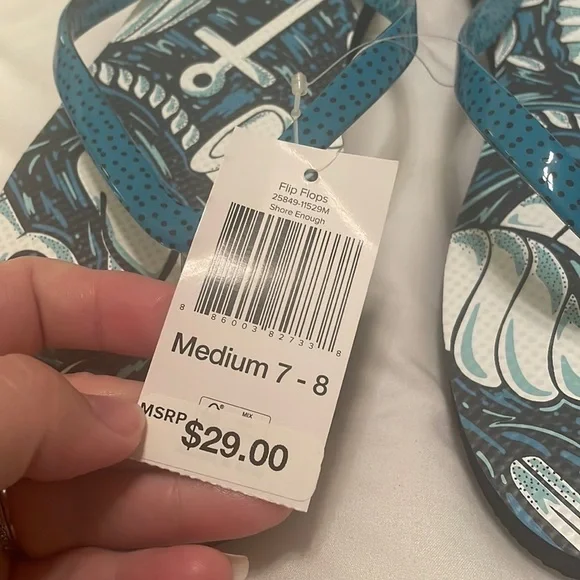 Flip Flops
25849-11529M
Shore Enough
8 86003 82733 8
Medium 7 - 8
MIX
MSRP $29.00